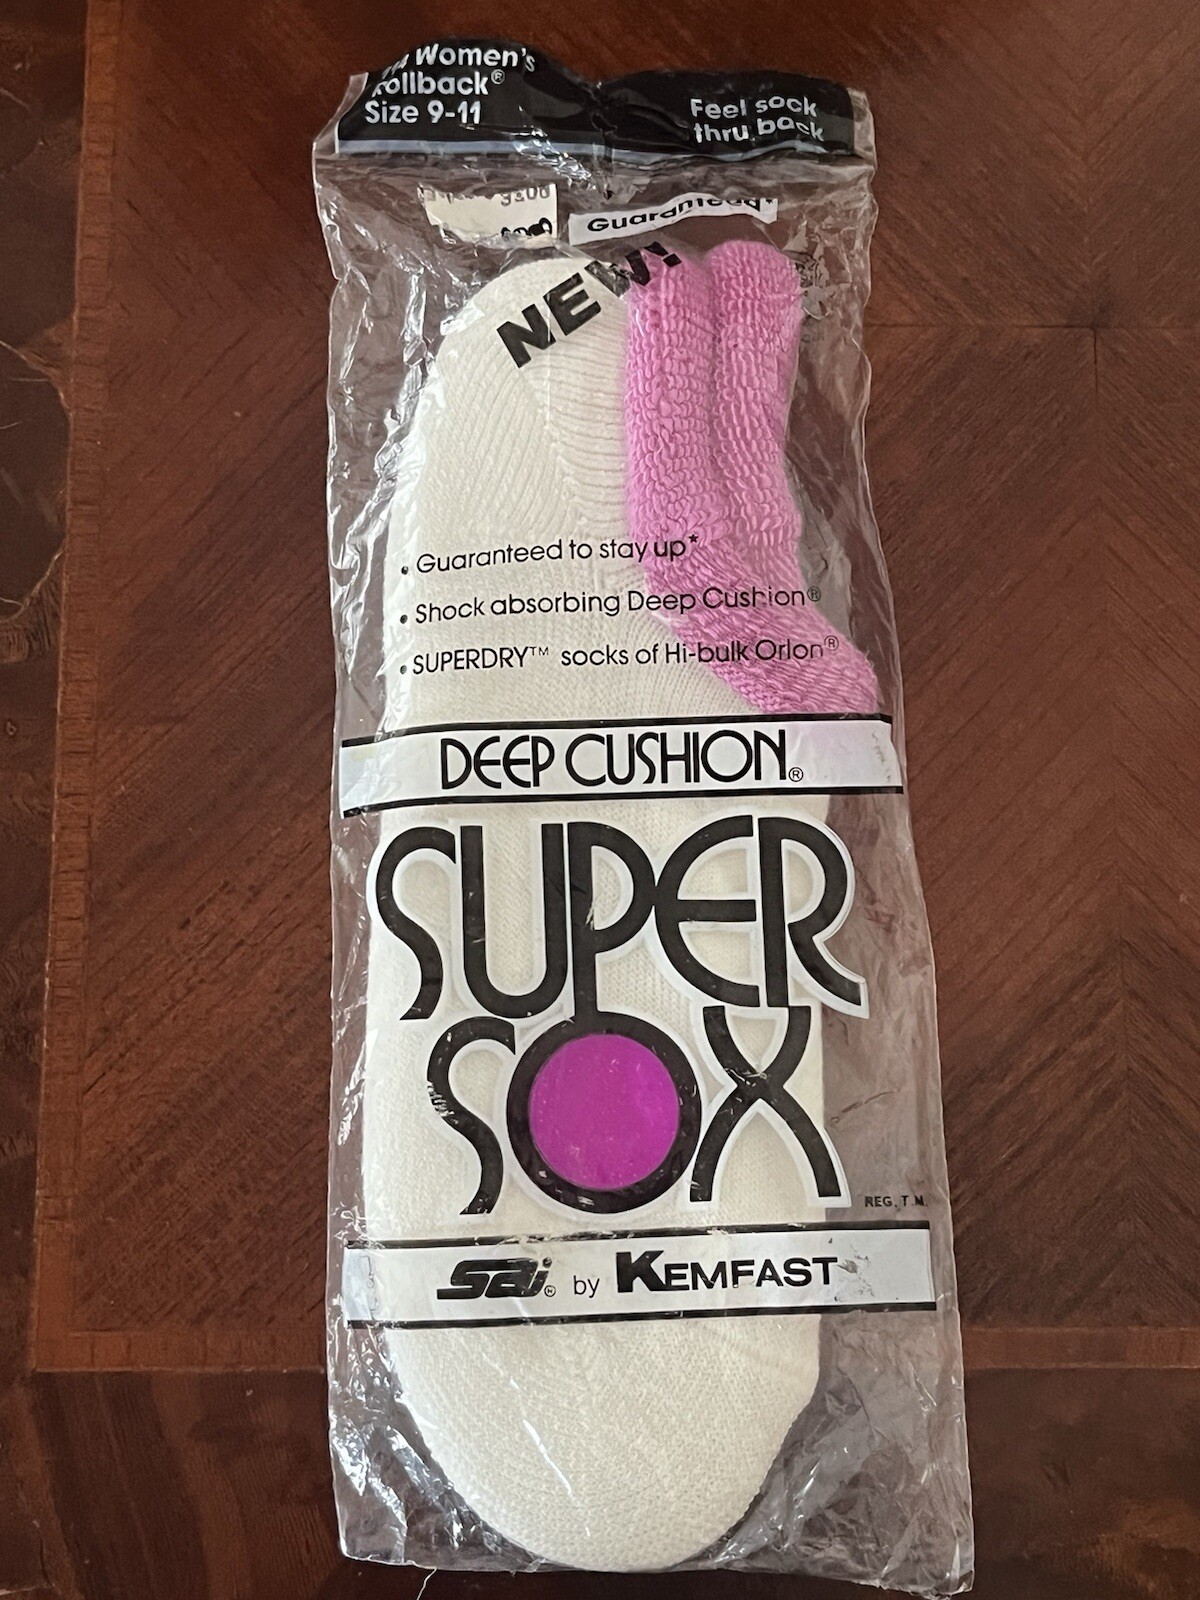 Women's
Rollback®
Size 9-11
Feel sock
thru back
Guaranteed*
NEW!
• Guaranteed to stay up*
• Shock absorbing Deep Cushion®
• SUPERDRY™ socks of Hi-bulk Orlon®
DEEP CUSHION®
SUPER
SOX
REG. T.M.
sai® by KEMFAST